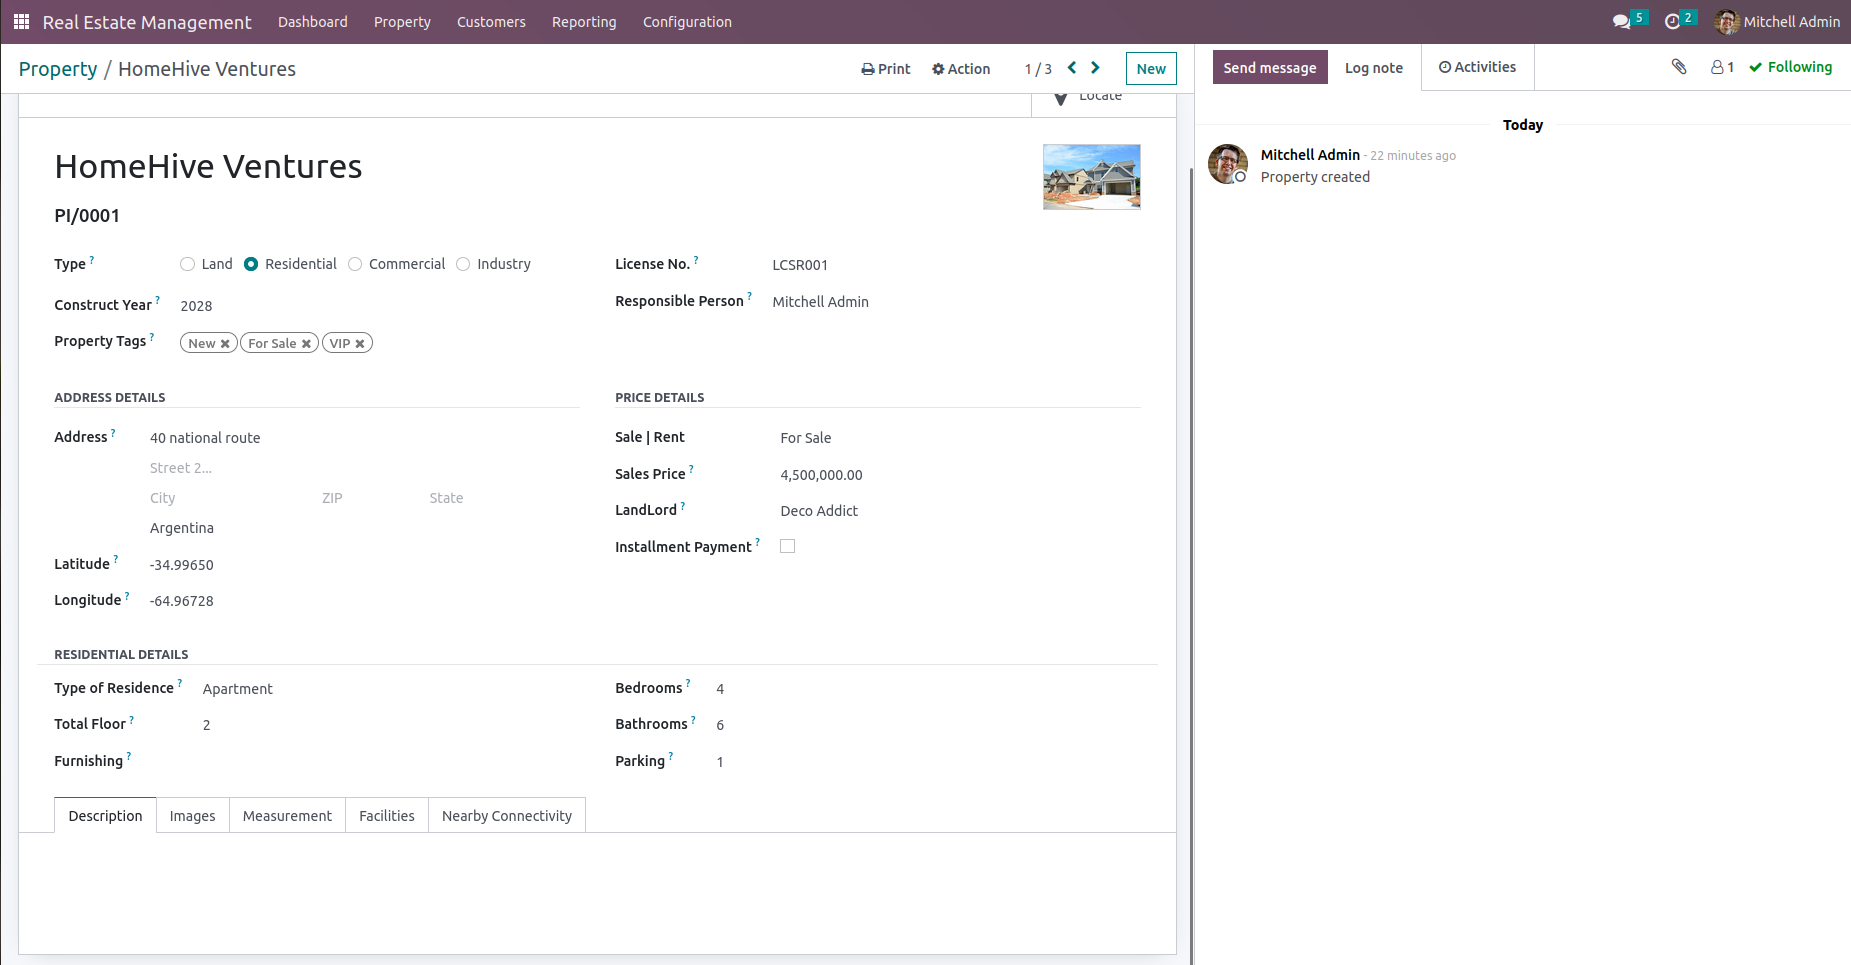 Real Estate Management Dashboard Property Customers Reporting Configuration 5 2 Mitchell Admin
Property / HomeHive Ventures Print Action 1 / 3 New
Send message Log note Activities 1 Following
Locate
Today
HomeHive Ventures
PI/0001
Mitchell Admin - 22 minutes ago
Property created
Type ? Land Residential Commercial Industry
License No. ? LCSR001
Construct Year ? 2028
Responsible Person ? Mitchell Admin
Property Tags ? New ✖ For Sale ✖ VIP ✖
ADDRESS DETAILS
Address ? 40 national route
Street 2...
City ZIP State
Argentina
Latitude ? -34.99650
Longitude ? -64.96728
PRICE DETAILS
Sale | Rent For Sale
Sales Price ? 4,500,000.00
LandLord ? Deco Addict
Installment Payment ?
RESIDENTIAL DETAILS
Type of Residence ? Apartment
Total Floor ? 2
Furnishing ?
Bedrooms ? 4
Bathrooms ? 6
Parking ? 1
Description Images Measurement Facilities Nearby Connectivity